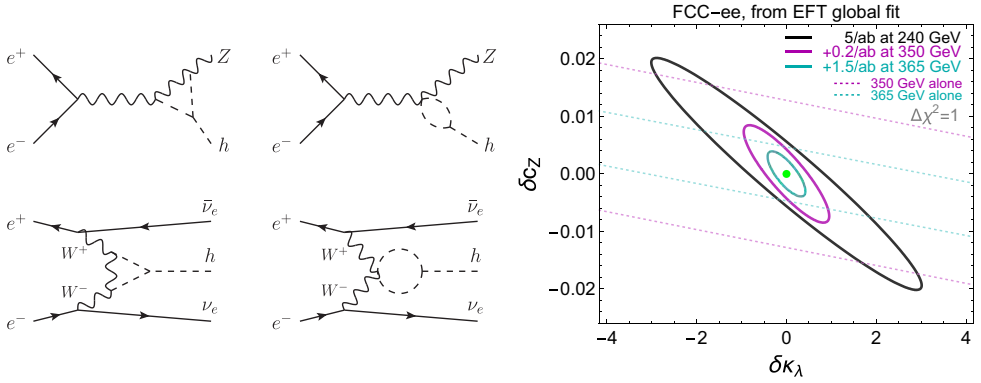 e⁺
Z
e⁻
h
e⁺
Z
e⁻
h
e⁺
ν̄ₑ
W⁺
h
W⁻
e⁻
νₑ
e⁺
ν̄ₑ
W⁺
h
W⁻
e⁻
νₑ
FCC-ee, from EFT global fit
5/ab at 240 GeV
+0.2/ab at 350 GeV
+1.5/ab at 365 GeV
350 GeV alone
365 GeV alone
Δχ²=1
0.02
0.01
0.00
-0.01
-0.02
δc_Z
-4 -2 0 2 4
δκ_λ